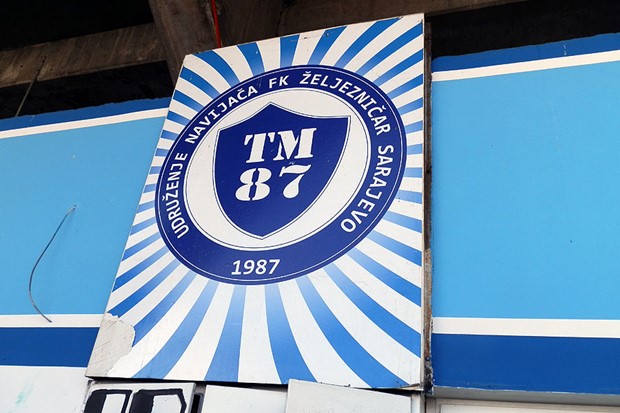 UDRUŽENJE NAVIJAČA FK ŽELJEZNIČAR SARAJEVO
TM
87
1987